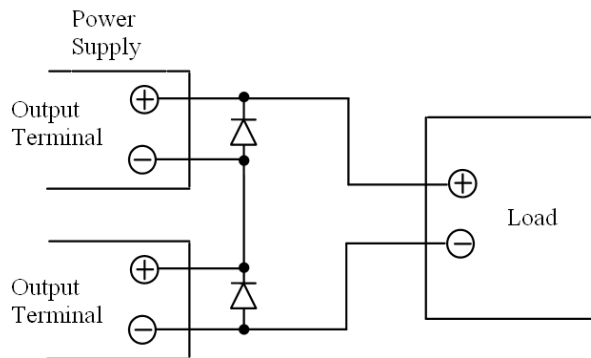 Power
Supply
Output
Terminal
Load
Output
Terminal